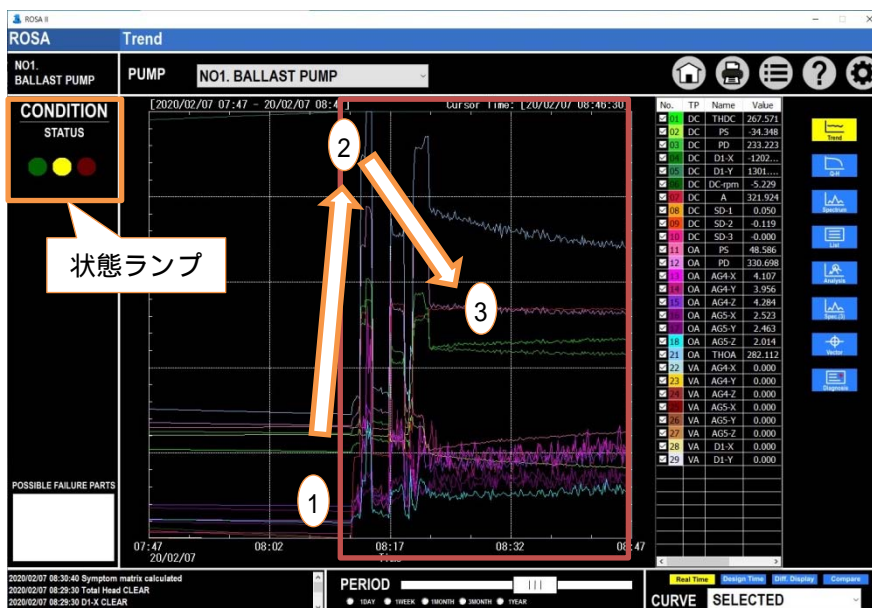 ROSA II
ROSA Trend
NO1.
BALLAST PUMP
PUMP NO1. BALLAST PUMP
CONDITION
STATUS
状態ランプ
POSSIBLE FAILURE PARTS
Cursor Time: [20/02/07 08:46:30]
1
2
3
07:47 08:02 08:17 08:32 08:47
20/02/07
No. TP Name Value
01 DC THDC 267.571
02 DC PS -34.348
03 DC PD 233.223
04 DC D1-X -1202...
05 DC D1-Y 1301....
DC DC-rpm -5.229
07 DC A 321.924
08 DC SD-1 0.050
09 DC SD-2 -0.119
10 DC SD-3 -0.000
11 OA PS 48.586
12 OA PD 330.698
13 OA AG4-X 4.107
14 OA AG4-Y 3.956
15 OA AG4-Z 4.284
OA AG5-X 2.523
OA AG5-Y 2.463
18 OA AG5-Z 2.014
21 OA THOA 282.112
22 VA AG4-X 0.000
23 VA AG4-Y 0.000
24 VA AG4-Z 0.000
25 VA AG5-X 0.000
26 VA AG5-Y 0.000
27 VA AG5-Z 0.000
28 VA D1-X 0.000
29 VA D1-Y 0.000
Trend
Q-H
Spectrum
List
Analysis
Spec.(3)
Vector
Diagnosis
2020/02/07 08:30:40 Symptom
matrix calculated
2020/02/07 08:29:30 Total Head
CLEAR
2020/02/07 08:29:30 D1-X CLEAR
PERIOD
1DAY 1WEEK 1MONTH 3MONTH 1YEAR
Real Time Design Time Diff. Display Compare
CURVE SELECTED